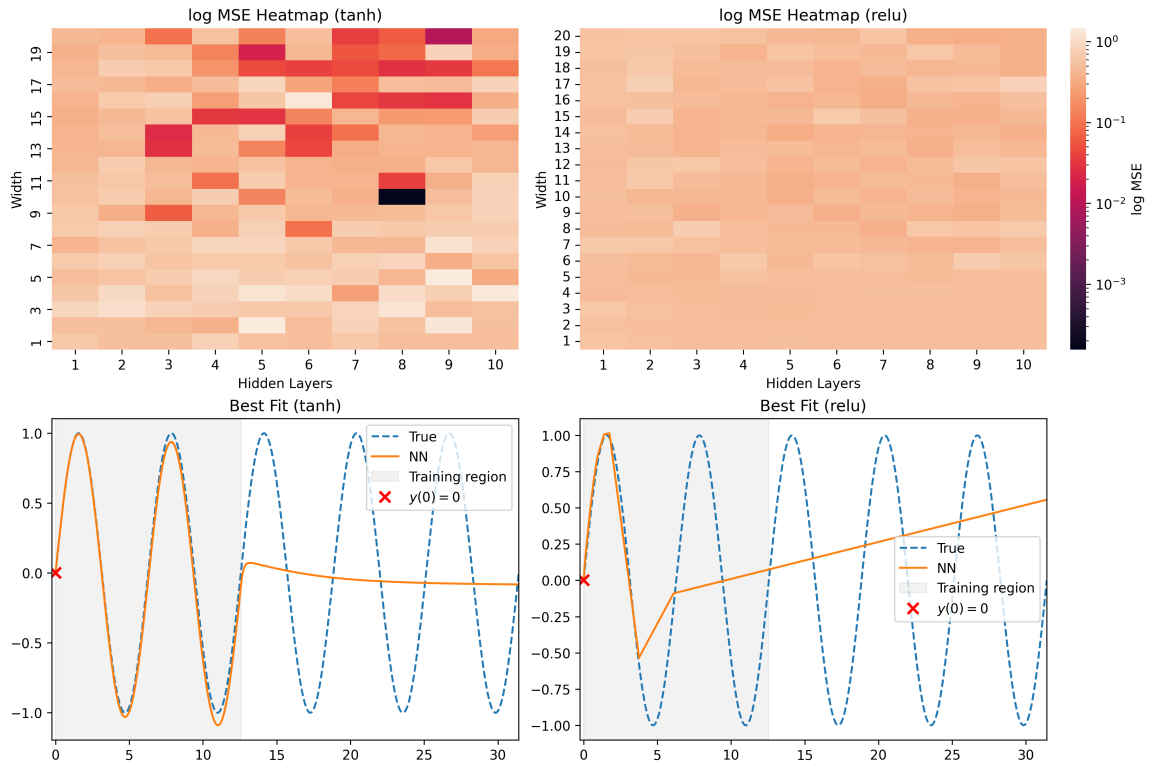 log MSE Heatmap (tanh)
19
17
15
13
11
9
7
5
3
1
Width
1 2 3 4 5 6 7 8 9 10
Hidden Layers
log MSE Heatmap (relu)
20
19
18
17
16
15
14
13
12
11
10
9
8
7
6
5
4
3
2
1
Width
1 2 3 4 5 6 7 8 9 10
Hidden Layers
10⁰
10⁻¹
10⁻²
10⁻³
log MSE
Best Fit (tanh)
1.0
0.5
0.0
−0.5
−1.0
0 5 10 15 20 25 30
True
NN
Training region
y(0) = 0
Best Fit (relu)
1.00
0.75
0.50
0.25
0.00
−0.25
−0.50
−0.75
−1.00
0 5 10 15 20 25 30
True
NN
Training region
y(0) = 0